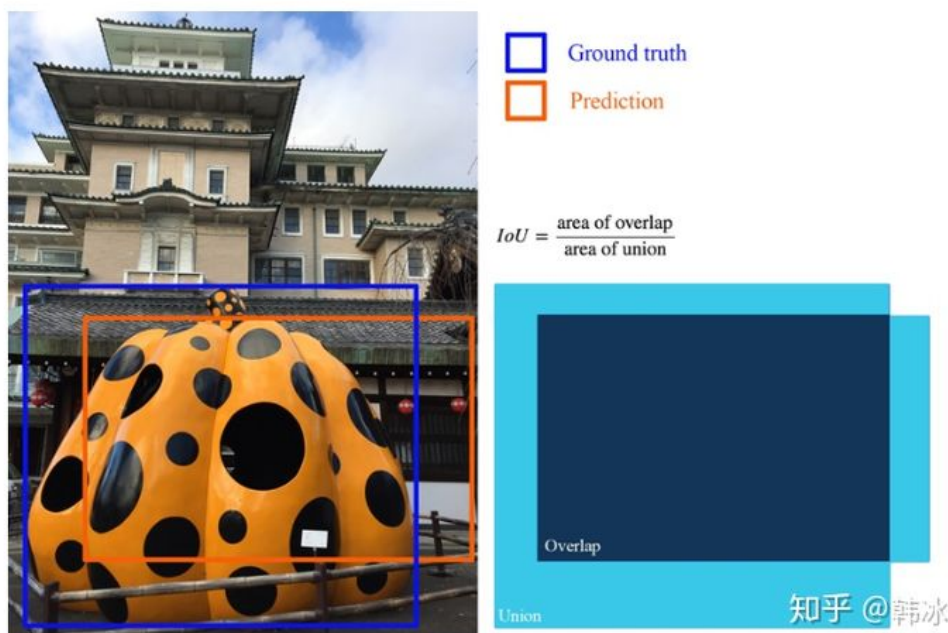 Ground truth
Prediction
IoU = area of overlap / area of union
Overlap
Union
知乎 @韩冰